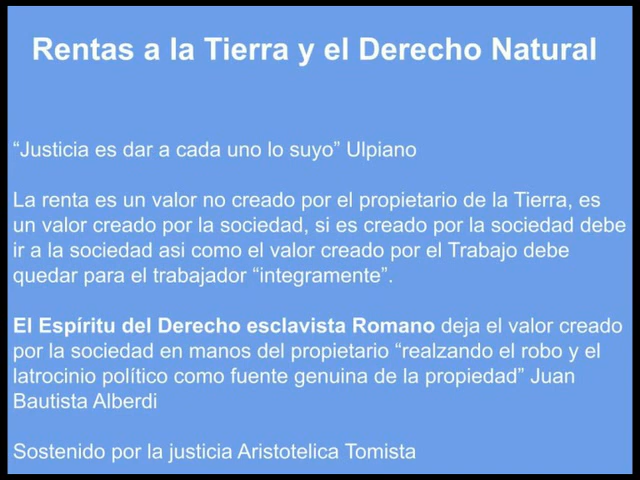 Rentas a la Tierra y el Derecho Natural
“Justicia es dar a cada uno lo suyo” Ulpiano
La renta es un valor no creado por el propietario de la Tierra, es
un valor creado por la sociedad, si es creado por la sociedad debe
ir a la sociedad asi como el valor creado por el Trabajo debe
quedar para el trabajador “integramente”.
El Espíritu del Derecho esclavista Romano deja el valor creado
por la sociedad en manos del propietario “realzando el robo y el
latrocinio político como fuente genuina de la propiedad” Juan
Bautista Alberdi
Sostenido por la justicia Aristotelica Tomista